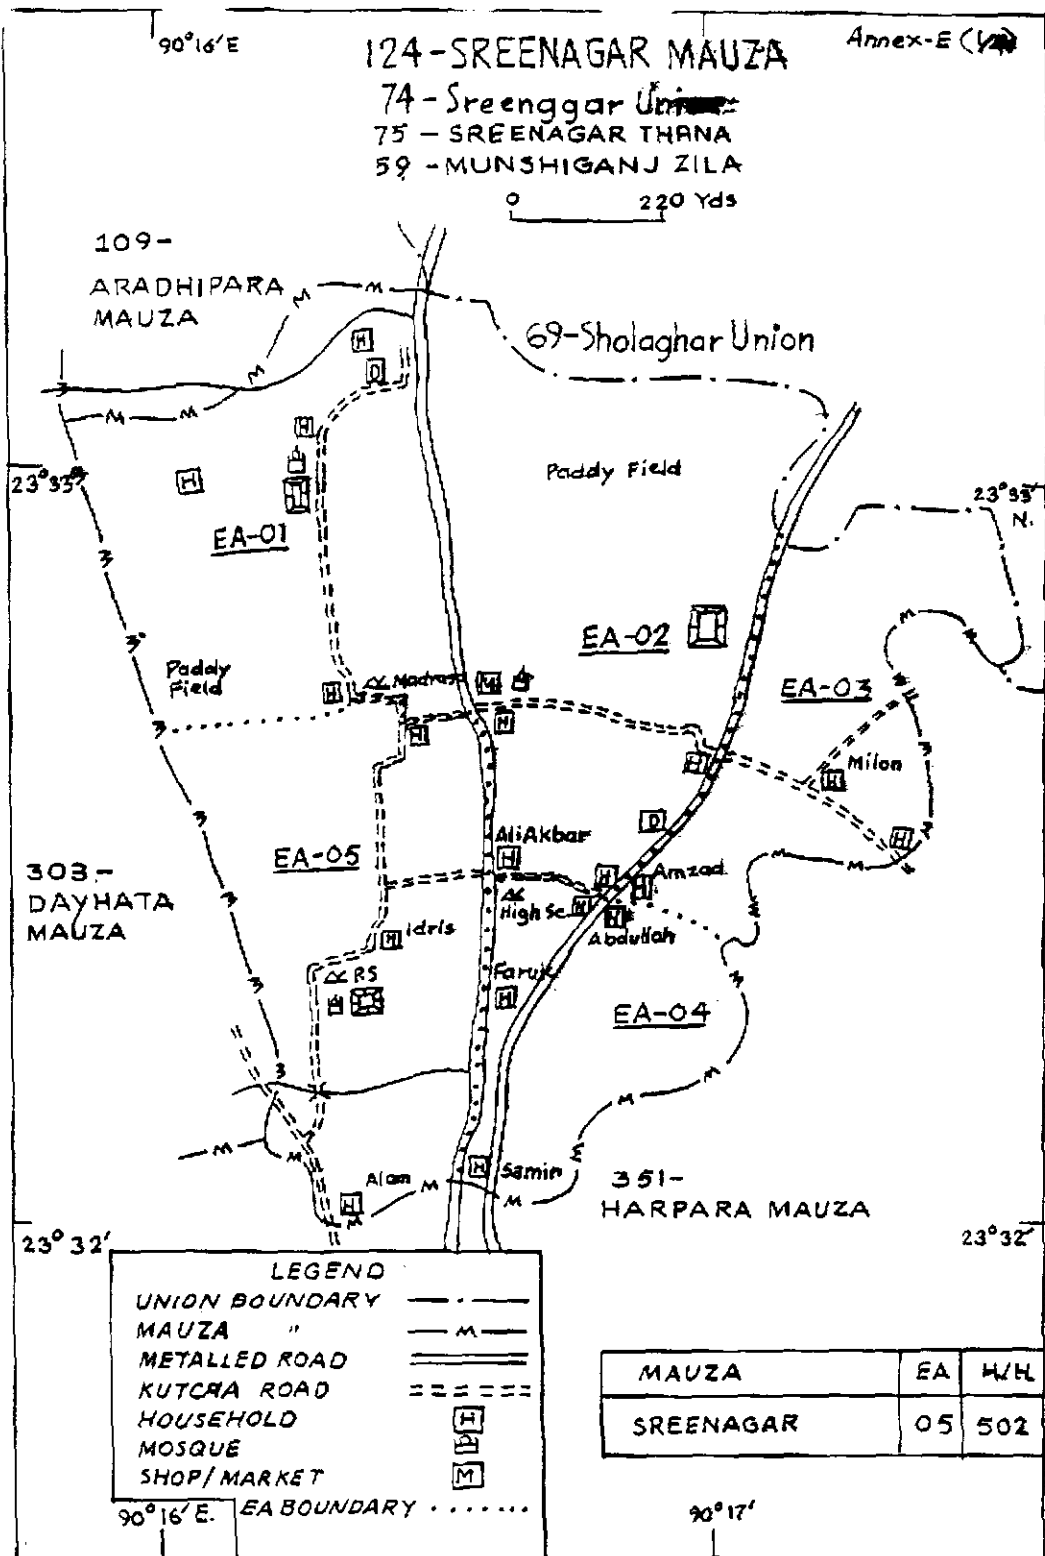 90°16′E
Annex-E
124-SREENAGAR MAUZA
74-Sreenggar
75-SREENAGAR THANA
59-MUNSHIGANJ ZILA
0 220 Yds
109-
ARADHIPARA
MAUZA
M M
M
69-Sholaghar Union
H
D
M M
H
Paddy Field
23°33′
H
23°33′
N.
EA-01
EA-02
M
M
Paddy
Field
H
Madrasa
M
EA-03
M
H
H
M
H
Milon
H
D
H
M
Ali Akbar
H
M
M
EA-05
303-
DAYHATA
MAUZA
H
Amzad
H
High Sc
H
H
Abdullah
M
H
idris
RS
Faruk
H
M
EA-04
M
M
M
M
M
Alam
H
M
M
H
Samin
M
351-
HARPARA MAUZA
23°32′
23°32′
LEGEND
UNION BOUNDARY
MAUZA "
M
METALLED ROAD
KUTCHA ROAD
HOUSEHOLD H
MOSQUE
SHOP/MARKET M
EA BOUNDARY
MAUZA EA H/H
SREENAGAR 05 502
90°16′E.
90°17′